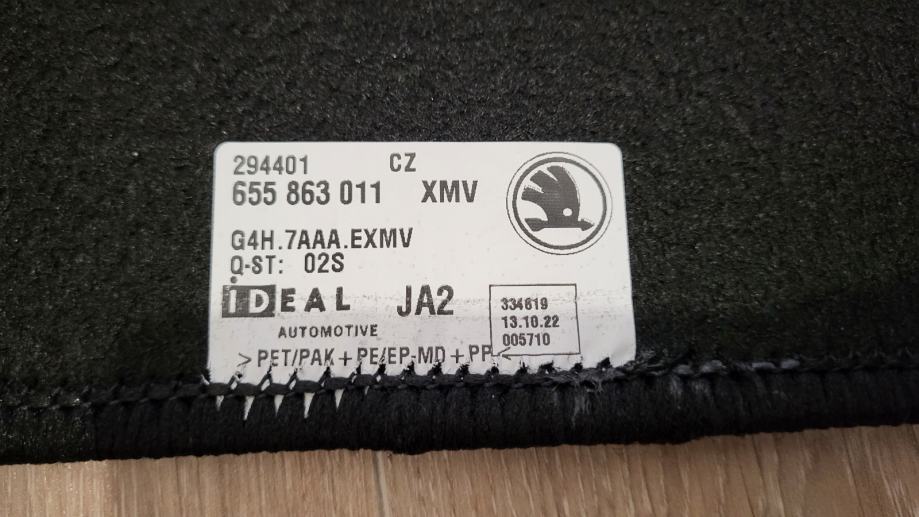 294401 CZ
655 863 011 XMV
G4H.7AAA.EXMV
Q-ST: 02S
iDEAL JA2
AUTOMOTIVE
334619
13.10.22
005710
>PET/PAK+PE/EP-MD+PP<